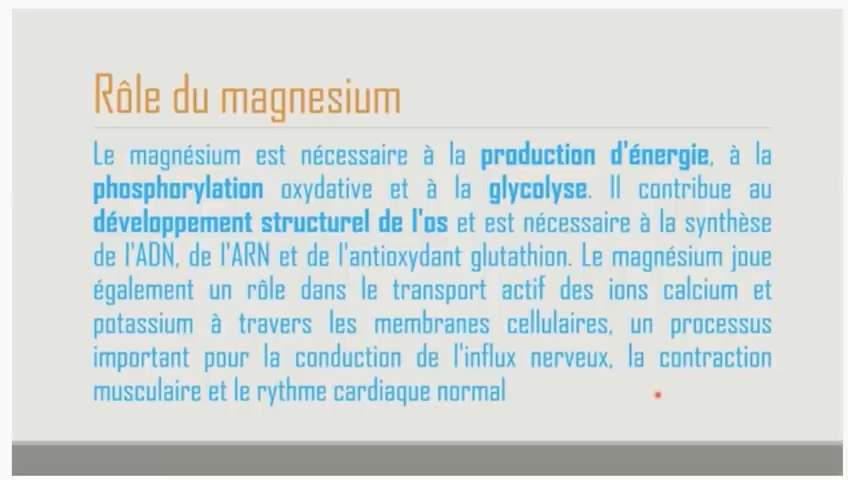 Rôle du magnesium
Le magnésium est nécessaire à la production d'énergie, à la
phosphorylation oxydative et à la glycolyse. Il contribue au
développement structurel de l'os et est nécessaire à la synthèse
de l'ADN, de l'ARN et de l'antioxydant glutathion. Le magnésium joue
également un rôle dans le transport actif des ions calcium et
potassium à travers les membranes cellulaires, un processus
important pour la conduction de l'influx nerveux, la contraction
musculaire et le rythme cardiaque normal